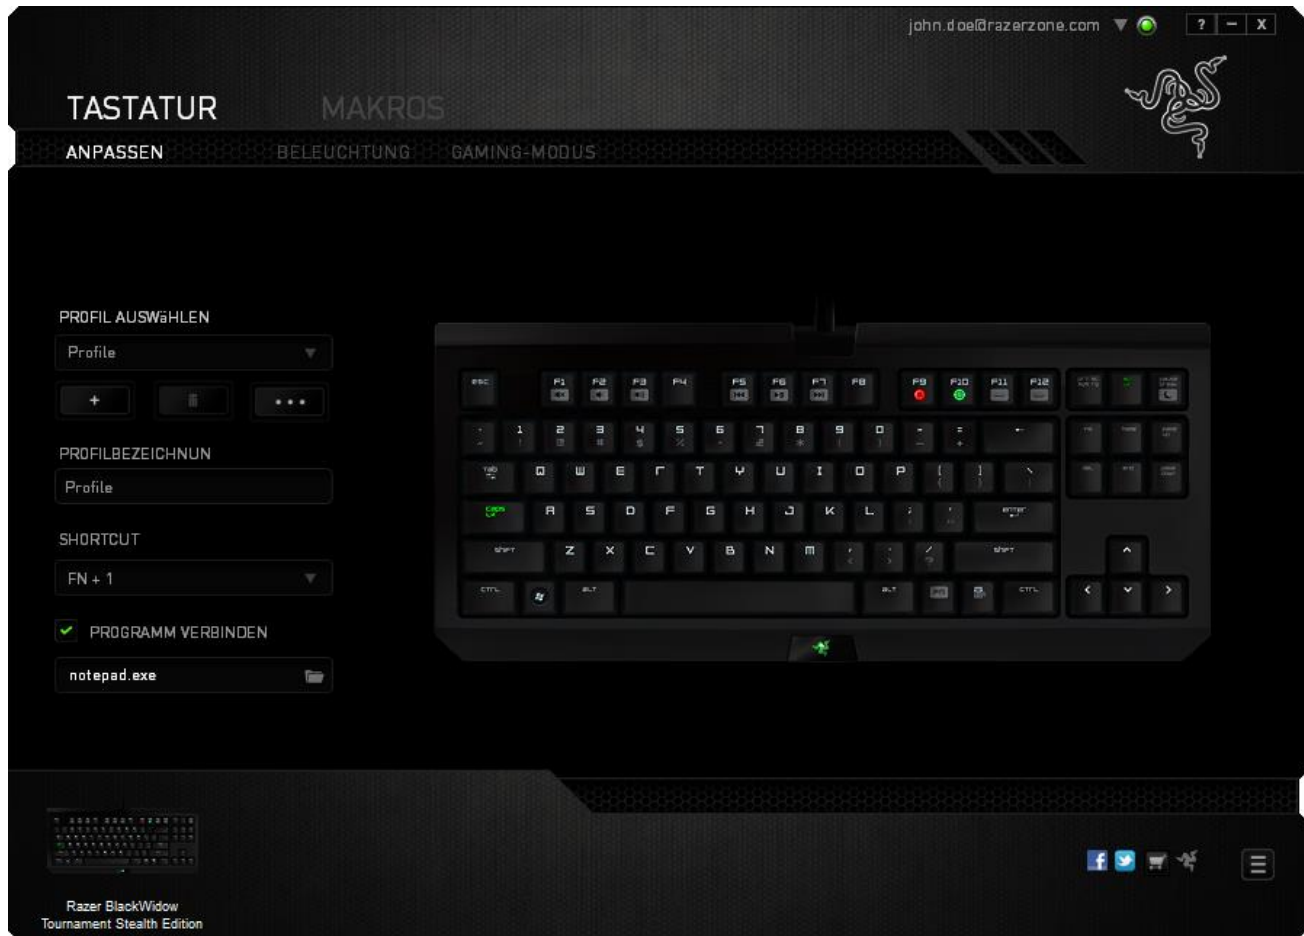 john.doe@razerzone.com
? – X
TASTATUR MAKROS
ANPASSEN BELEUCHTUNG GAMING-MODUS
PROFIL AUSWäHLEN
Profile
+ •••
PROFILBEZEICHNUN
Profile
SHORTCUT
FN + 1
PROGRAMM VERBINDEN
notepad.exe
esc F1 F2 F3 F4 F5 F6 F7 F8 F9 F10 F11 F12
1 2 3 4 5 6 7 8 9 0 - =
Tab Q W E r T Y U I O P [ ] \
caps A S D F G H J K L ; ' enter
shift Z X C V B N M , . / shift
CTRL ALT ALT CTRL
Razer BlackWidow
Tournament Stealth Edition